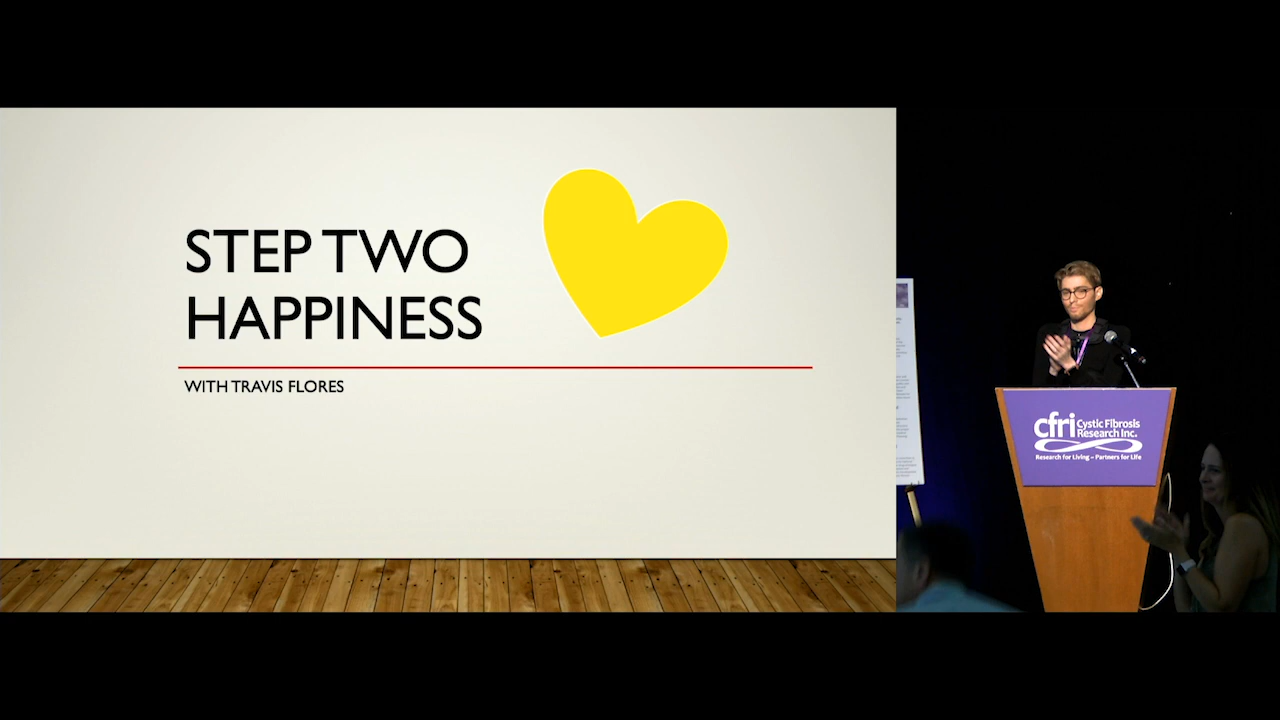 STEP TWO
HAPPINESS
WITH TRAVIS FLORES
cfri Cystic Fibrosis
Research Inc.
Research for Living – Partners for Life